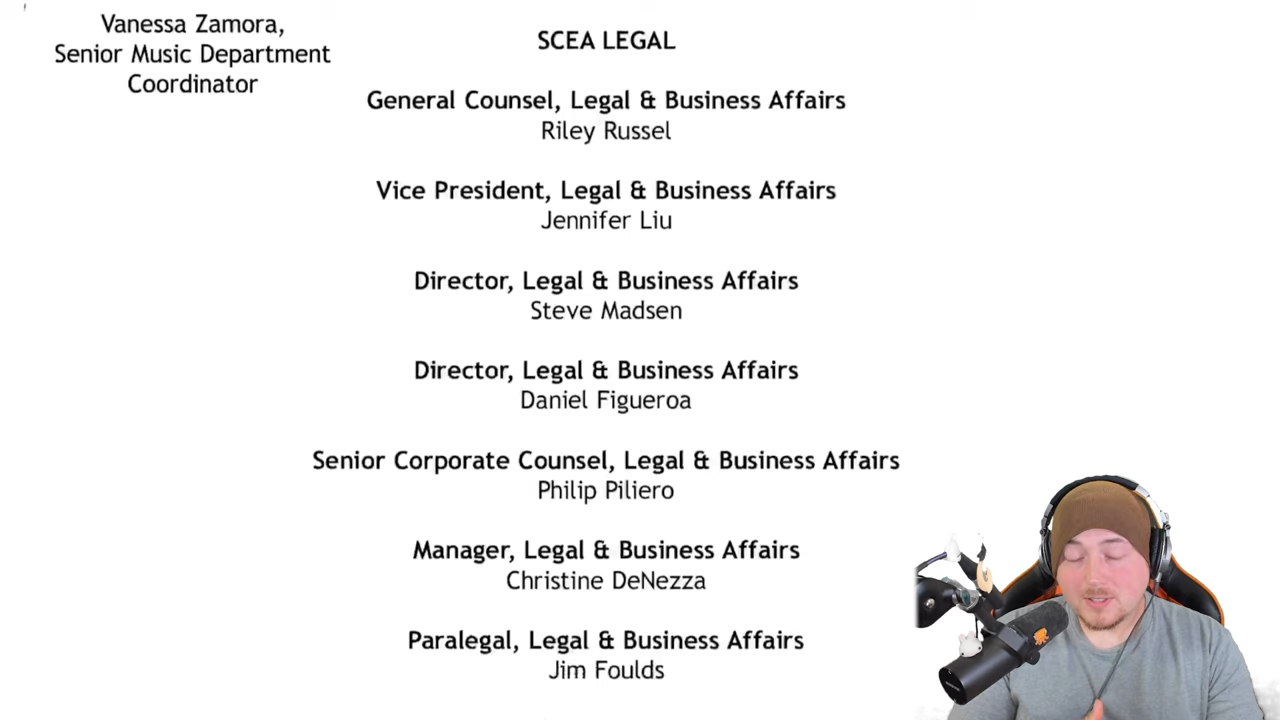 Vanessa Zamora,
Senior Music Department
Coordinator
SCEA LEGAL
General Counsel, Legal & Business Affairs
Riley Russel
Vice President, Legal & Business Affairs
Jennifer Liu
Director, Legal & Business Affairs
Steve Madsen
Director, Legal & Business Affairs
Daniel Figueroa
Senior Corporate Counsel, Legal & Business Affairs
Philip Piliero
Manager, Legal & Business Affairs
Christine DeNezza
Paralegal, Legal & Business Affairs
Jim Foulds